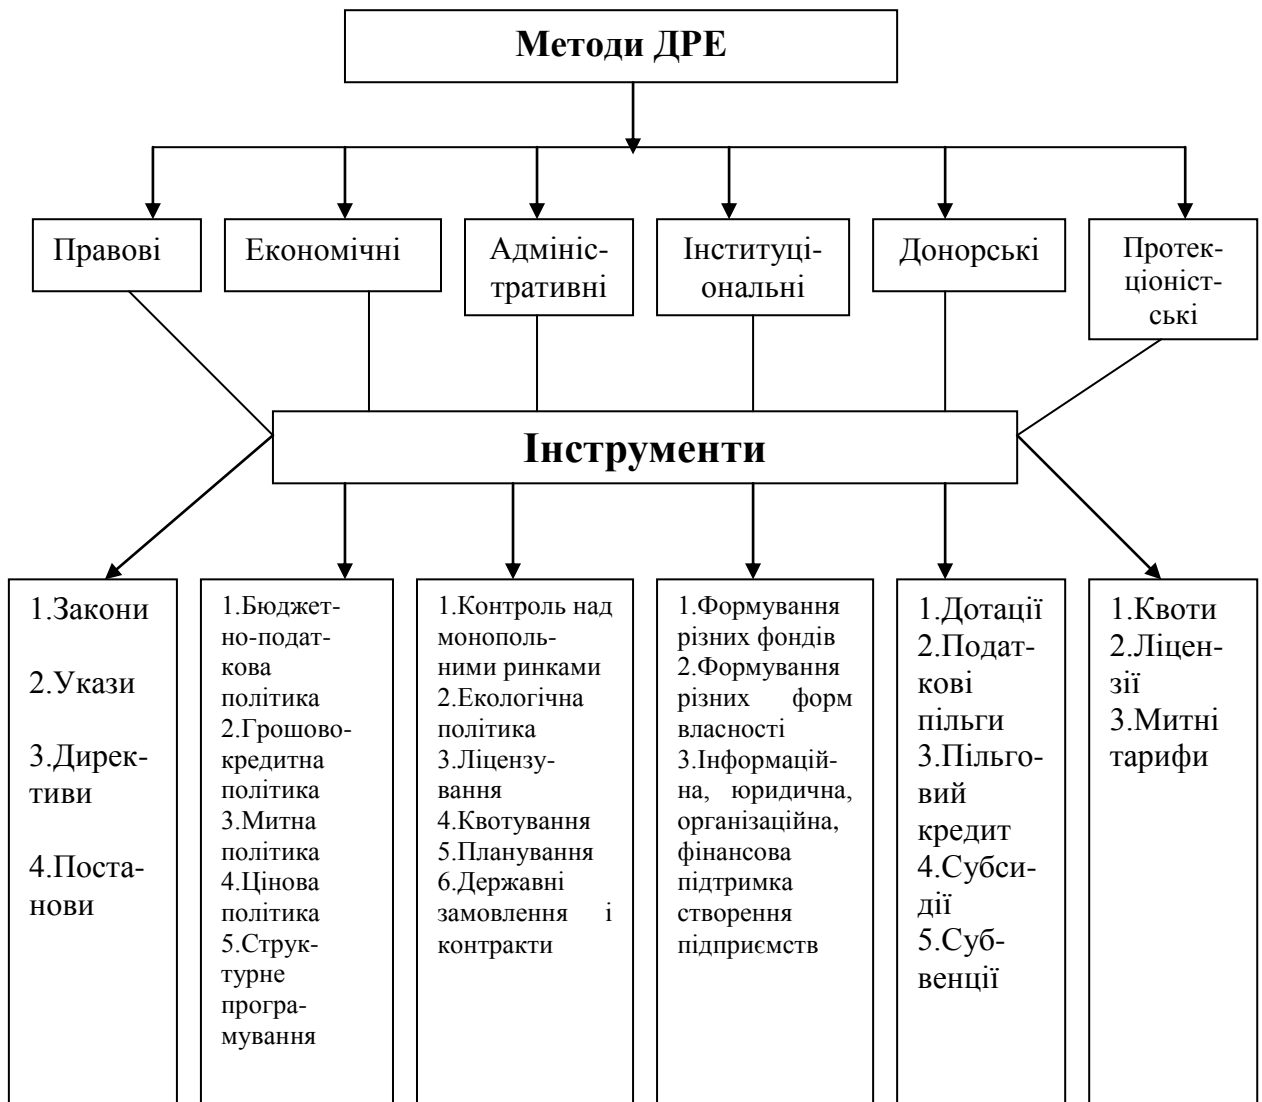 Методи ДРЕ
Правові
Економічні
Адмініс-
тративні
Інституці-
ональні
Донорські
Протек-
ціоніст-
ські
Інструменти
1.Закони
2.Укази
3.Дирек-
тиви
4.Поста-
нови
1.Бюджет-
но-подат-
кова
політика
2.Грошово-
кредитна
політика
3.Митна
політика
4.Цінова
політика
5.Струк-
турне
програ-
мування
1.Контроль над
монополь-
ними ринками
2.Екологічна
політика
3.Ліцензу-
вання
4.Квотування
5.Планування
6.Державні
замовлення і
контракти
1.Формування
різних фондів
2.Формування
різних форм
власності
3.Інформацій-
на, юридична,
організаційна,
фінансова
підтримка
створення
підприємств
1.Дотації
2.Подат-
кові
пільги
3.Пільго-
вий
кредит
4.Субси-
дії
5.Суб-
венції
1.Квоти
2.Ліцен-
зії
3.Митні
тарифи